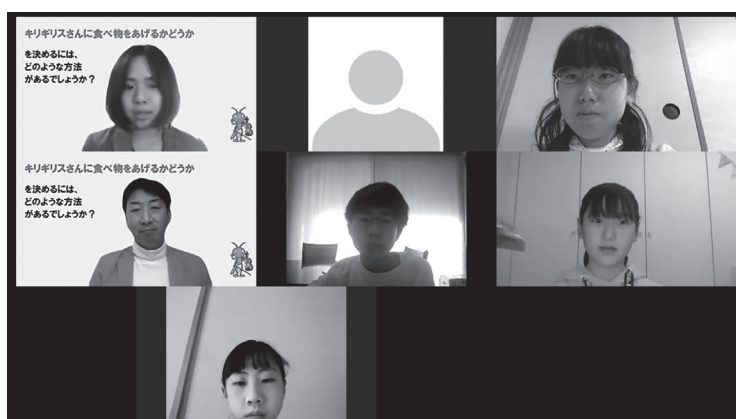 キリギリスさんに食べ物をあげるかどうか
を決めるには、
どのような方法
があるでしょうか？
キリギリスさんに食べ物をあげるかどうか
を決めるには、
どのような方法
があるでしょうか？